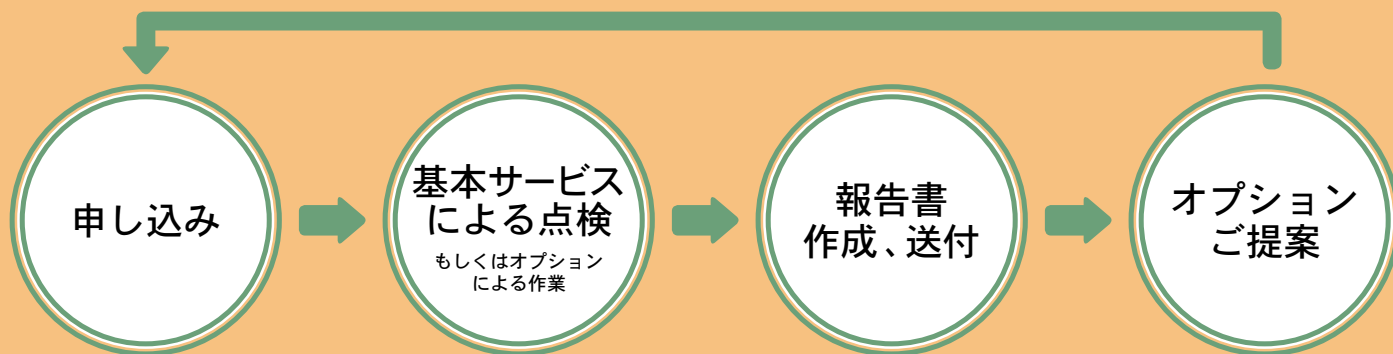 申し込み
基本サービス
による点検
もしくはオプション
による作業
報告書
作成、送付
オプション
ご提案